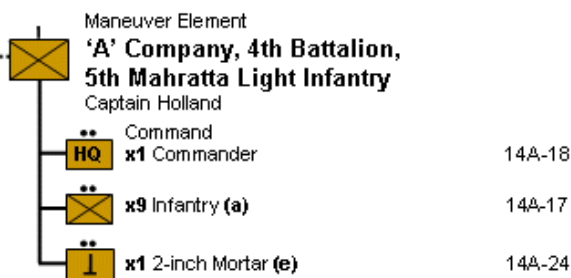 Maneuver Element
‘A’ Company, 4th Battalion,
5th Mahratta Light Infantry
Captain Holland
Command
HQ x1 Commander 14A-18
x9 Infantry (a) 14A-17
x1 2-inch Mortar (e) 14A-24